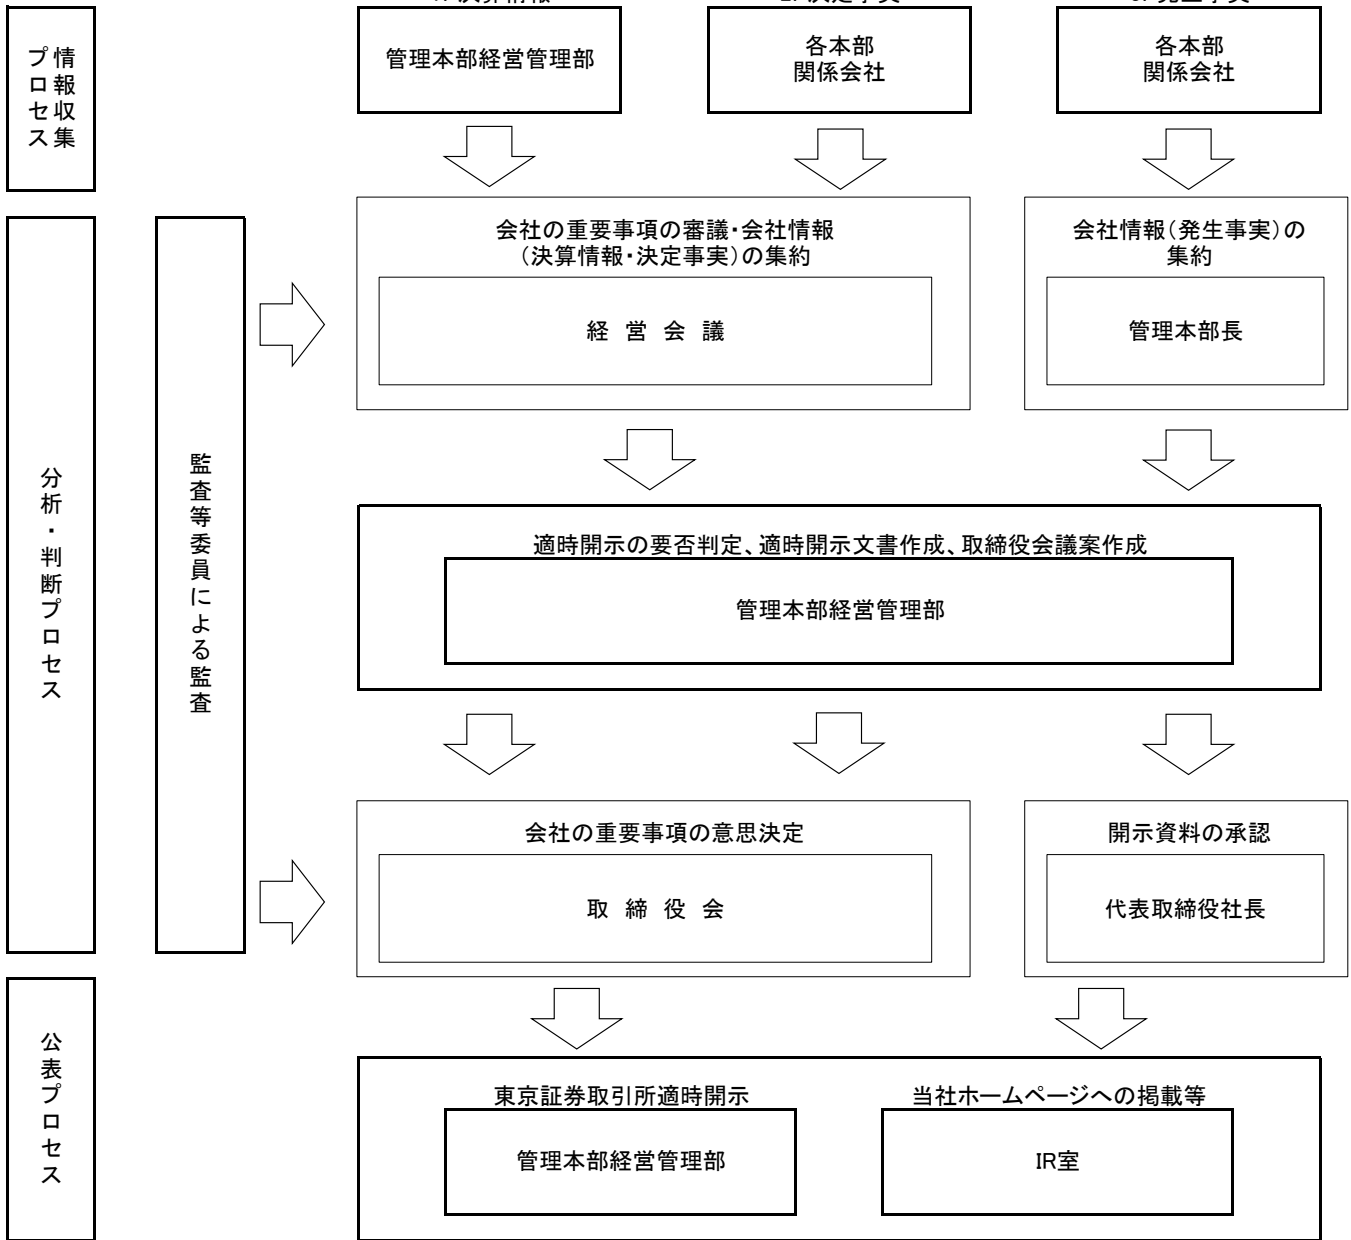 管理本部経営管理部
各本部
関係会社
各本部
関係会社
情報収集
プロセス
会社の重要事項の審議・会社情報
(決算情報・決定事実)の集約
経 営 会 議
会社情報(発生事実)の
集約
管理本部長
分析・判断プロセス
監査等委員による監査
適時開示の要否判定、適時開示文書作成、取締役会議案作成
管理本部経営管理部
会社の重要事項の意思決定
取 締 役 会
開示資料の承認
代表取締役社長
公表プロセス
東京証券取引所適時開示
管理本部経営管理部
当社ホームページへの掲載等
IR室